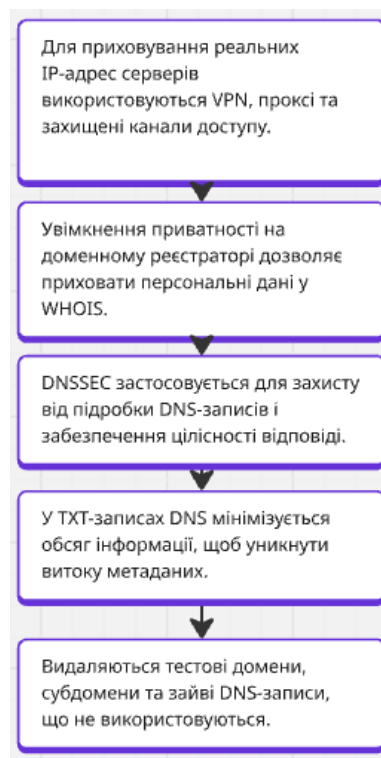 Для приховування реальних
IP-адрес серверів
використовуються VPN, проксі та
захищені канали доступу.
Увімкнення приватності на
доменному реєстраторі дозволяє
приховати персональні дані у
WHOIS.
DNSSEC застосовується для захисту
від підробки DNS-записів і
забезпечення цілісності відповіді.
У TXT-записах DNS мінімізується
обсяг інформації, щоб уникнути
витоку метаданих.
Видаляються тестові домени,
субдомени та зайві DNS-записи,
що не використовуються.